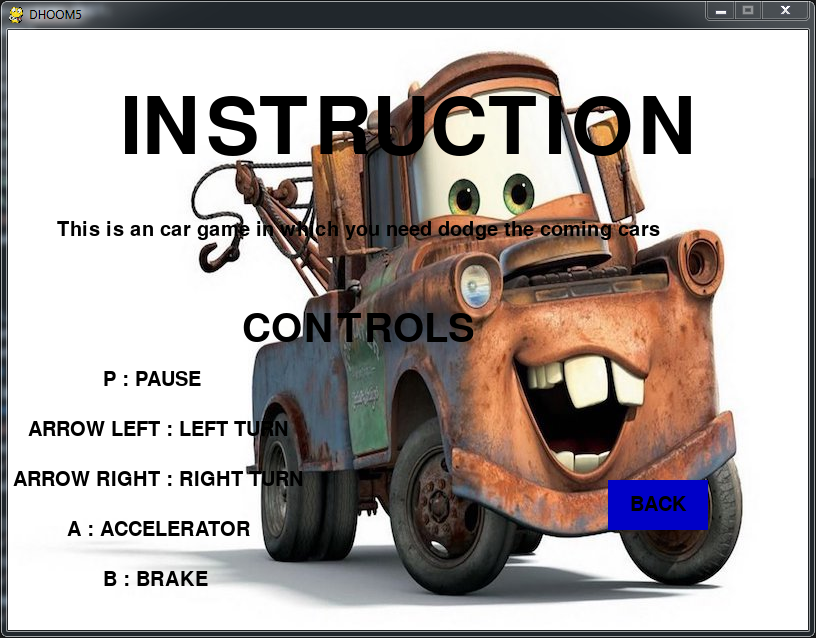 DHOOM5
INSTRUCTION
This is an car game in which you need dodge the coming cars
CONTROLS
P : PAUSE
ARROW LEFT : LEFT TURN
ARROW RIGHT : RIGHT TURN
BACK
A : ACCELERATOR
B : BRAKE